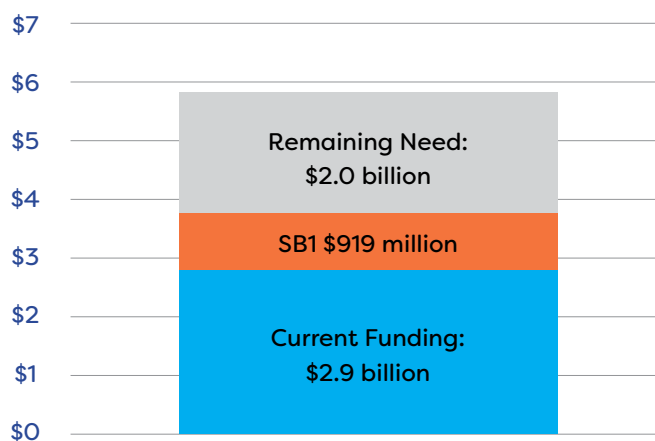 $7
$6
$5
$4
$3
$2
$1
$0
Remaining Need:
$2.0 billion
SB1 $919 million
Current Funding:
$2.9 billion